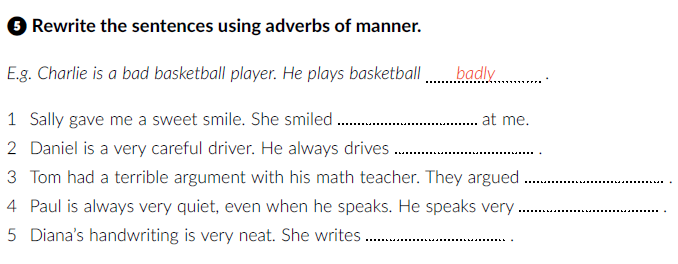 5 Rewrite the sentences using adverbs of manner.
E.g. Charlie is a bad basketball player. He plays basketball ......badly............ .
1 Sally gave me a sweet smile. She smiled ................................ at me.
2 Daniel is a very careful driver. He always drives ................................ .
3 Tom had a terrible argument with his math teacher. They argued ................................ .
4 Paul is always very quiet, even when he speaks. He speaks very ................................ .
5 Diana’s handwriting is very neat. She writes ................................ .